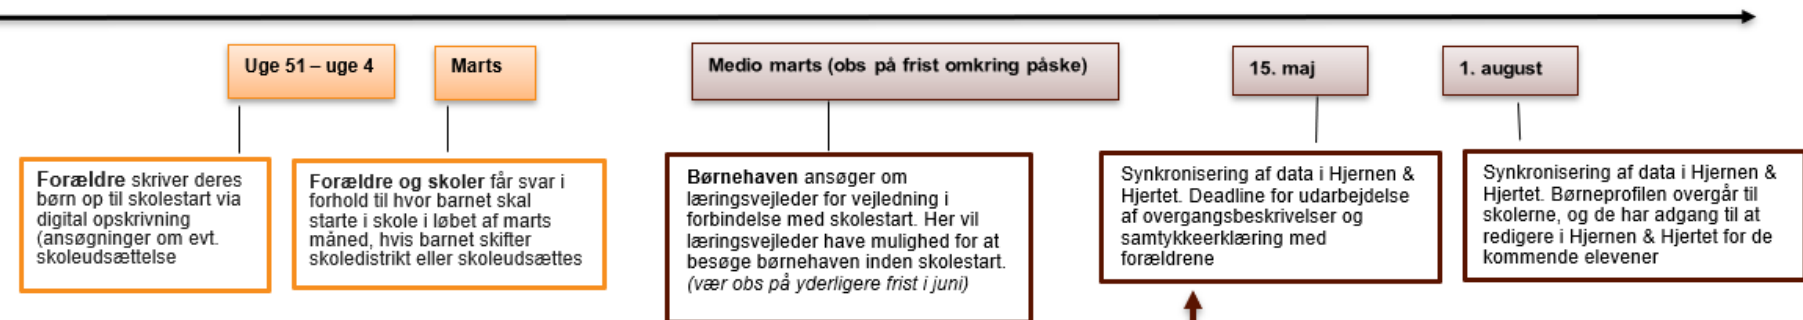 Uge 51 – uge 4
Marts
Medio marts (obs på frist omkring påske)
15. maj
1. august
Forældre skriver deres
børn op til skolestart via
digital opskrivning
(ansøgninger om evt.
skoleudsættelse
Forældre og skoler får svar i
forhold til hvor barnet skal
starte i skole i løbet af marts
måned, hvis barnet skifter
skoledistrikt eller skoleudsættes
Børnehaven ansøger om
læringsvejleder for vejledning i
forbindelse med skolestart. Her vil
læringsvejleder have mulighed for at
besøge børnehaven inden skolestart.
(vær obs på yderligere frist i juni)
Synkronisering af data i Hjernen &
Hjertet. Deadline for udarbejdelse
af overgangsbeskrivelser og
samtykkeerklæring med
forældrene
Synkronisering af data i Hjernen &
Hjertet. Børneprofilen overgår til
skolerne, og de har adgang til at
redigere i Hjernen & Hjertet for de
kommende elevener